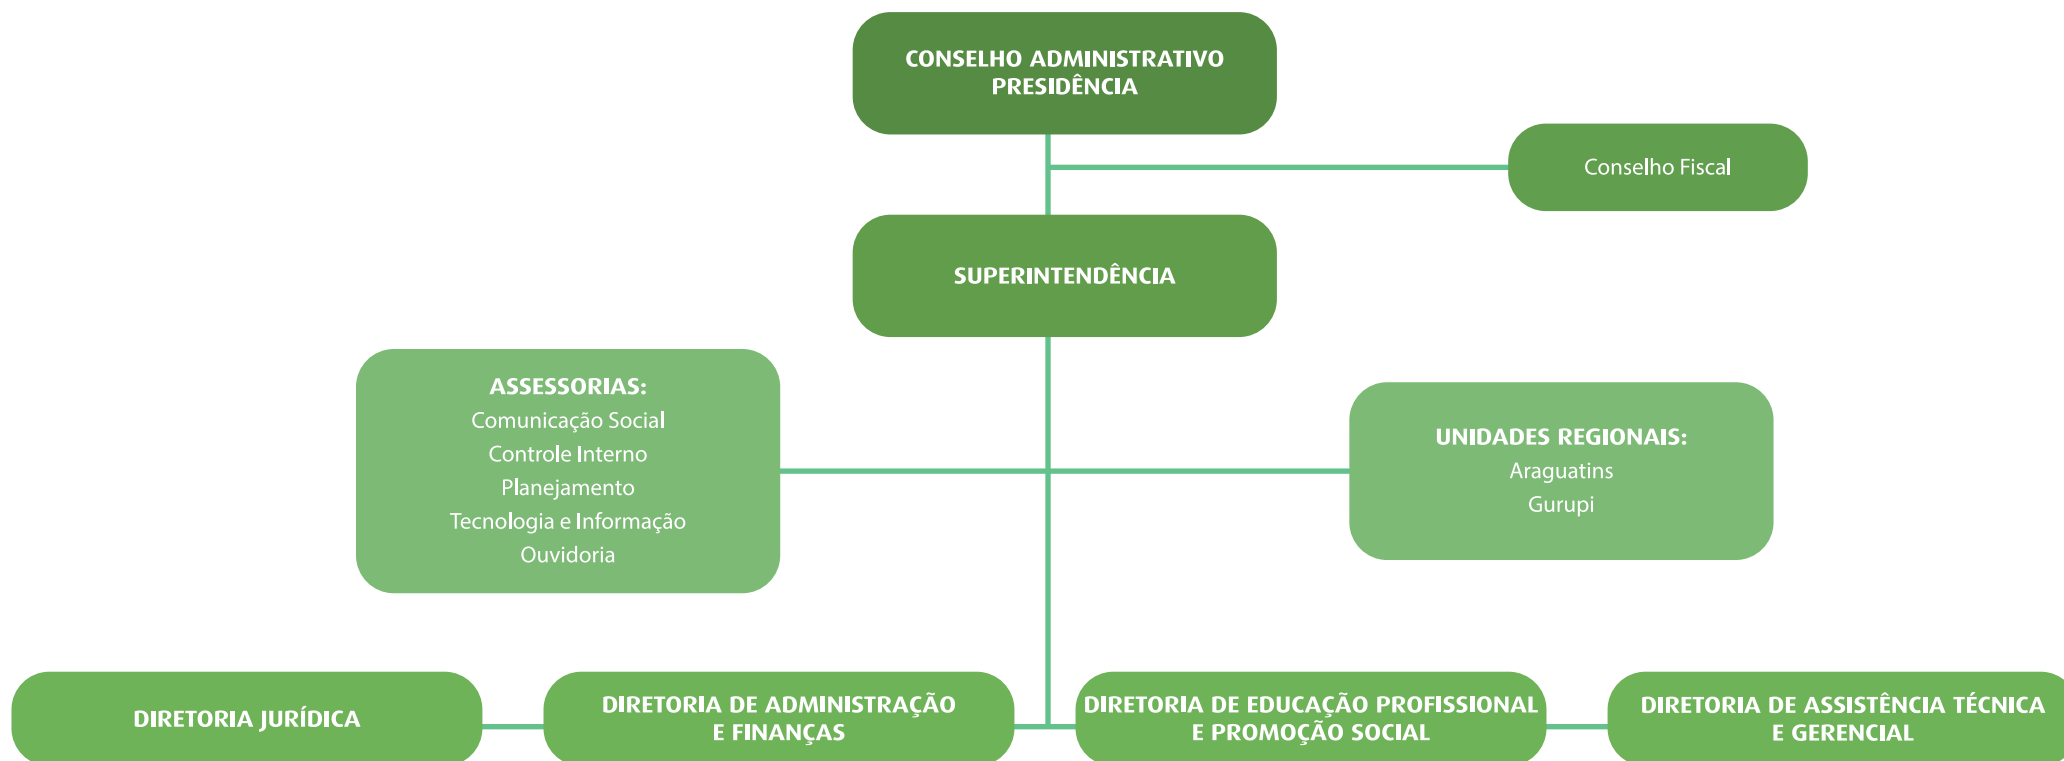 CONSELHO ADMINISTRATIVO
PRESIDÊNCIA
Conselho Fiscal
SUPERINTENDÊNCIA
ASSESSORIAS:
Comunicação Social
Controle Interno
Planejamento
Tecnologia e Informação
Ouvidoria
UNIDADES REGIONAIS:
Araguatins
Gurupi
DIRETORIA JURÍDICA
DIRETORIA DE ADMINISTRAÇÃO
E FINANÇAS
DIRETORIA DE EDUCAÇÃO PROFISSIONAL
E PROMOÇÃO SOCIAL
DIRETORIA DE ASSISTÊNCIA TÉCNICA
E GERENCIAL